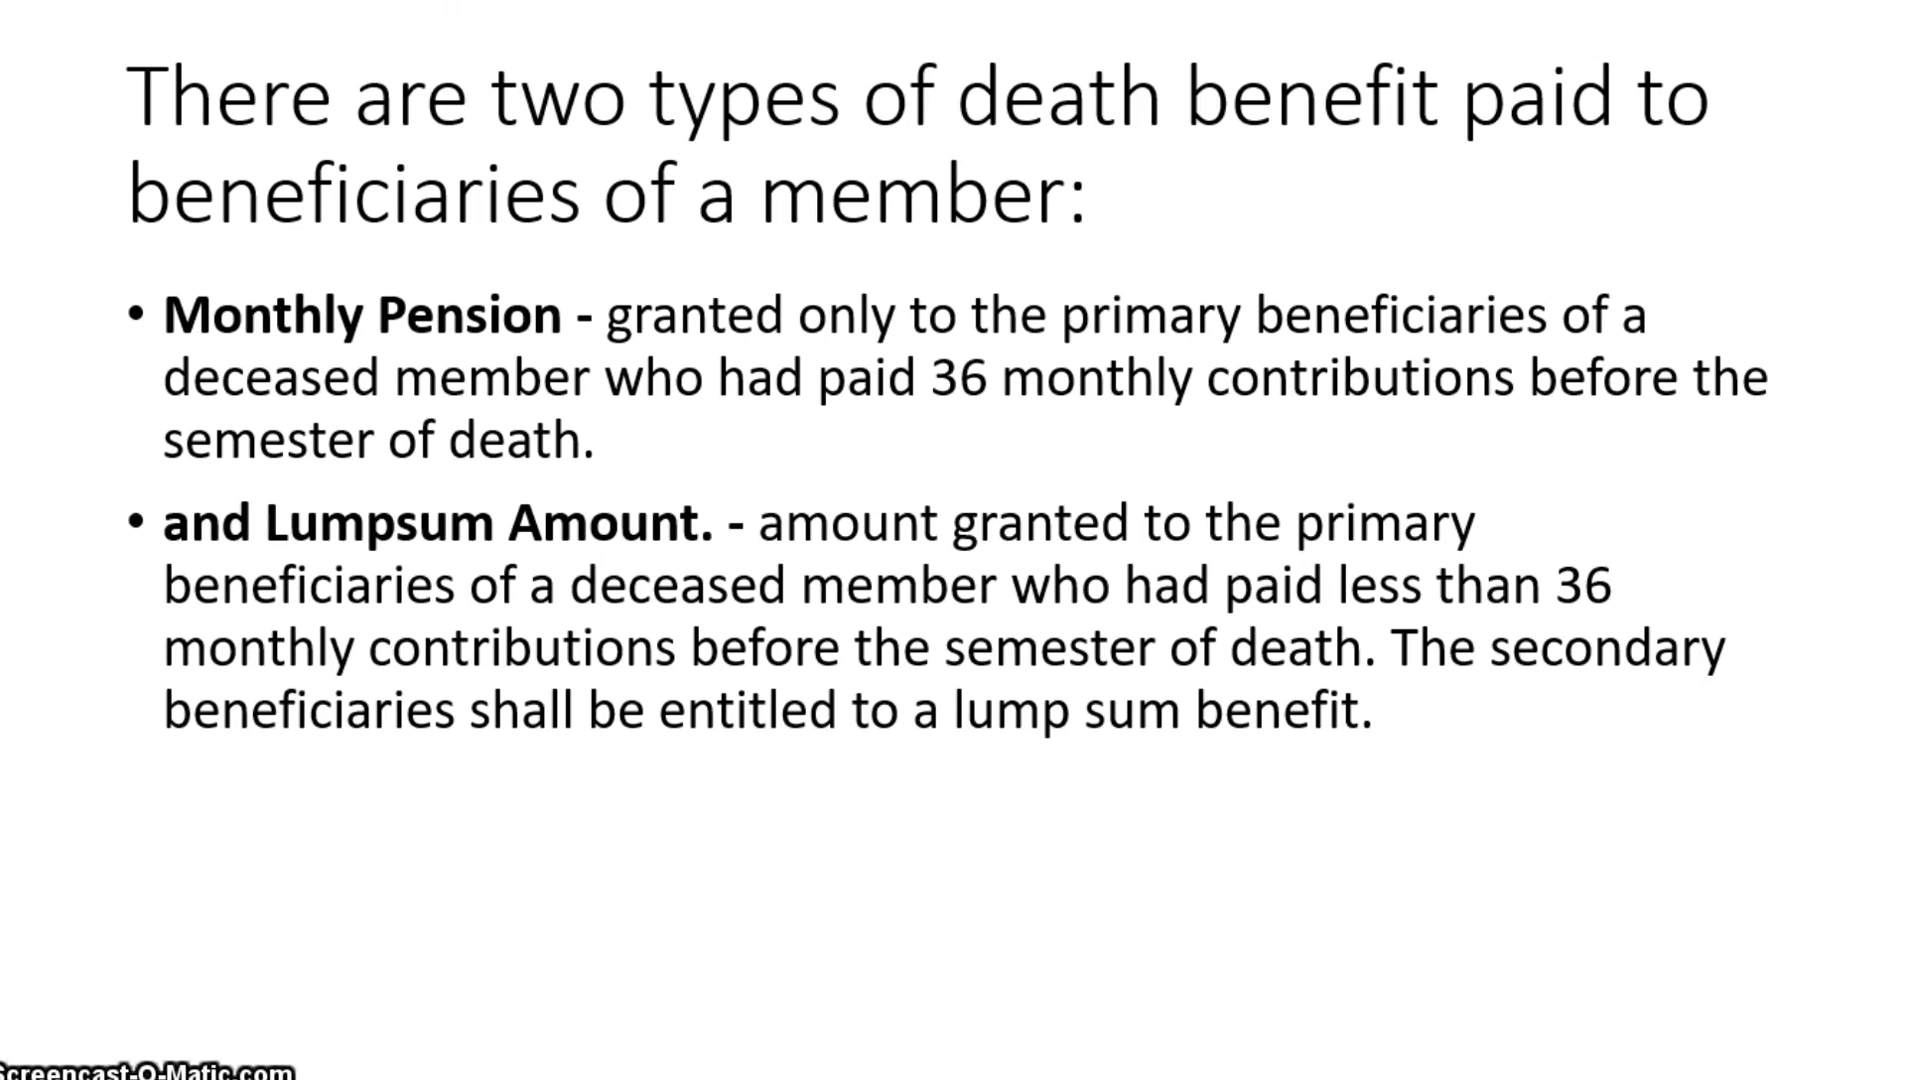 There are two types of death benefit paid to
beneficiaries of a member:
• Monthly Pension - granted only to the primary beneficiaries of a
deceased member who had paid 36 monthly contributions before the
semester of death.
• and Lumpsum Amount. - amount granted to the primary
beneficiaries of a deceased member who had paid less than 36
monthly contributions before the semester of death. The secondary
beneficiaries shall be entitled to a lump sum benefit.
Screencast-O-Matic.com